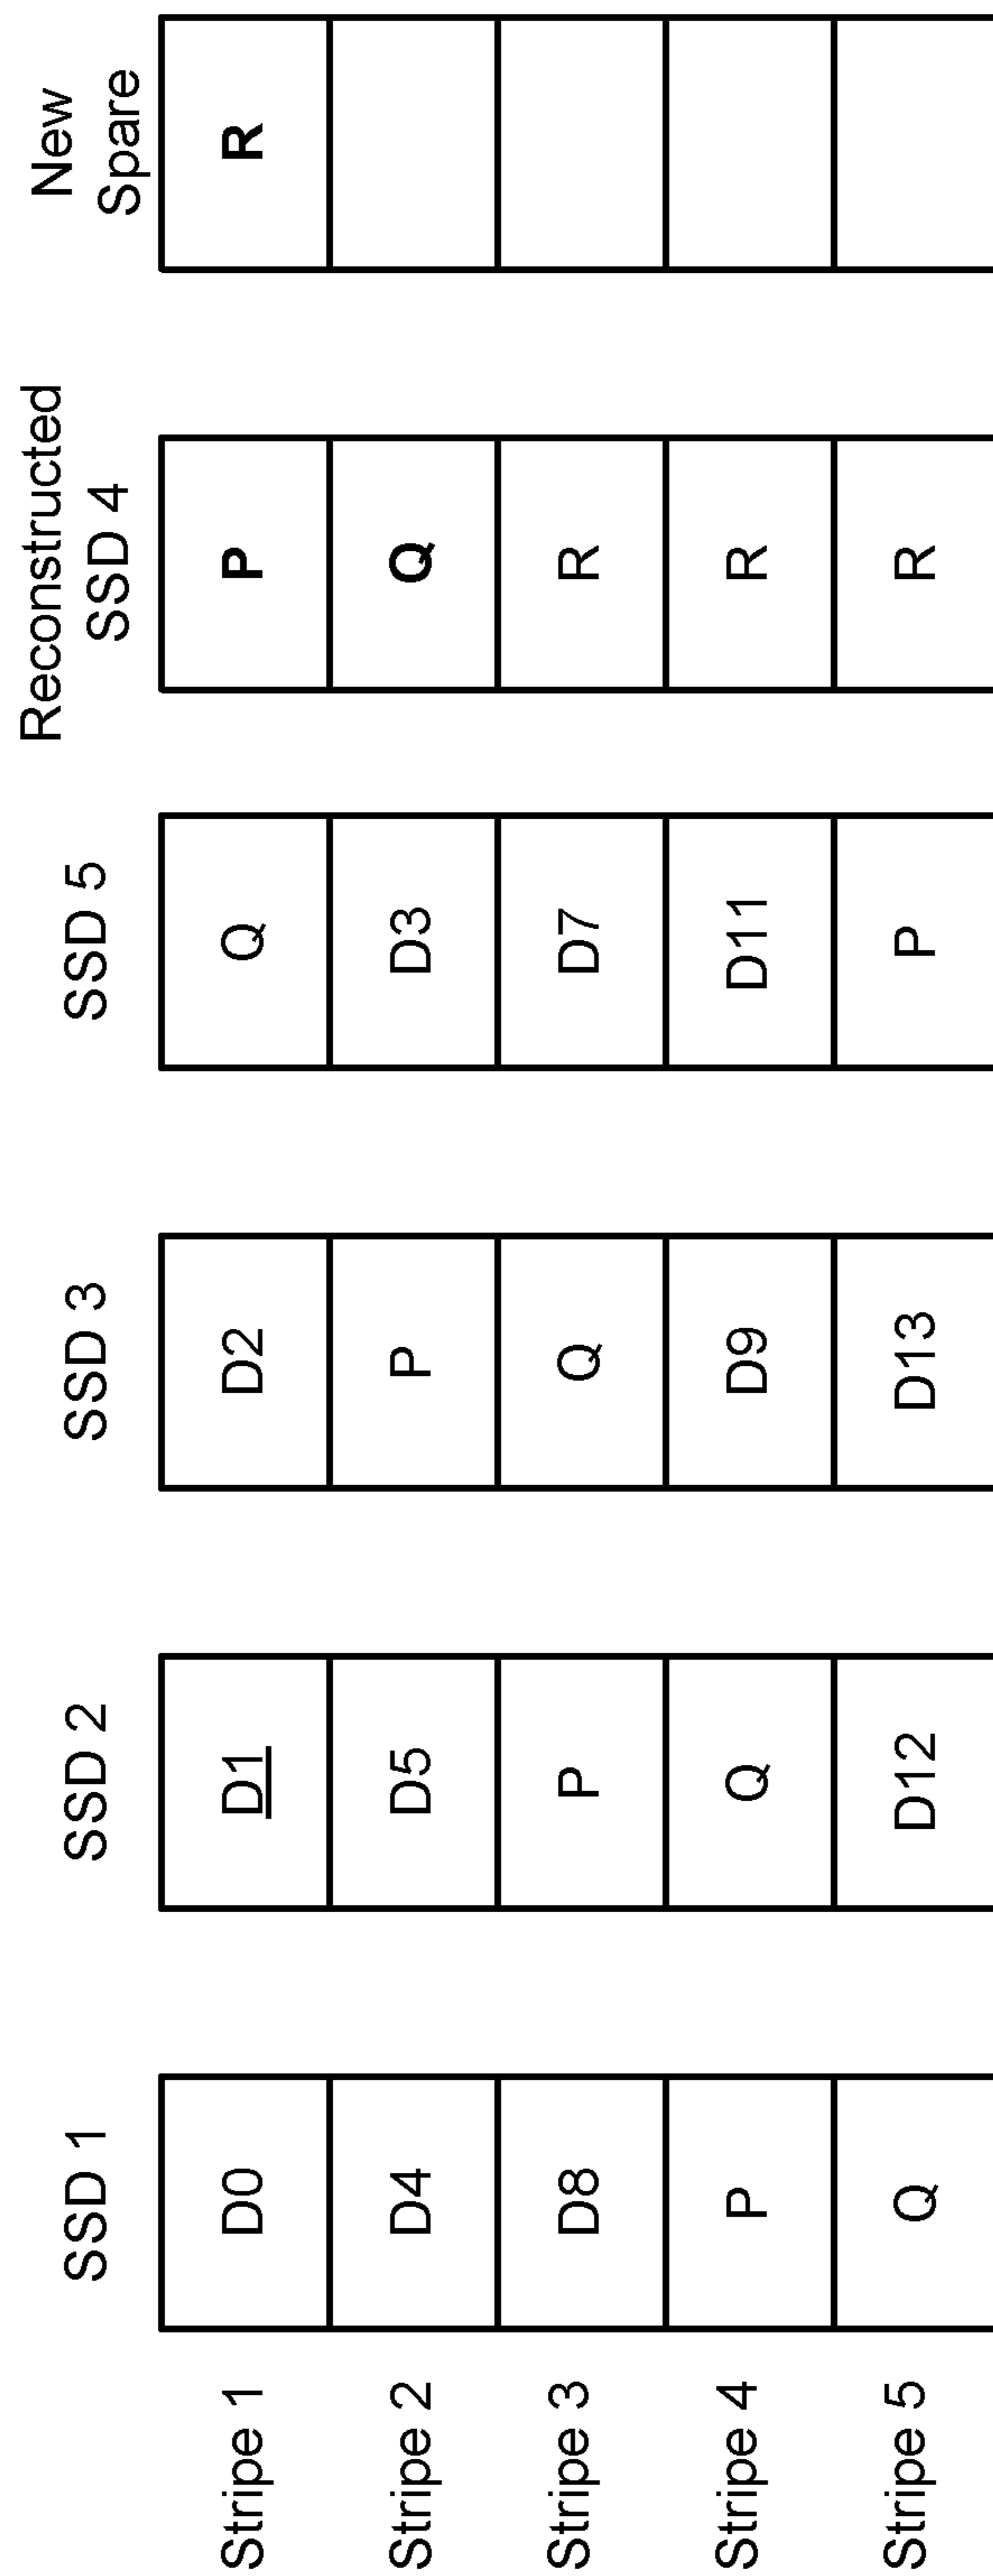 SSD 1 SSD 2 SSD 3 SSD 5 Reconstructed SSD 4 New Spare
Stripe 1 D0 D1 D2 Q P R
Stripe 2 D4 D5 P D3 Q
Stripe 3 D8 P Q D7 R
Stripe 4 P Q D9 D11 R
Stripe 5 Q D12 D13 P R